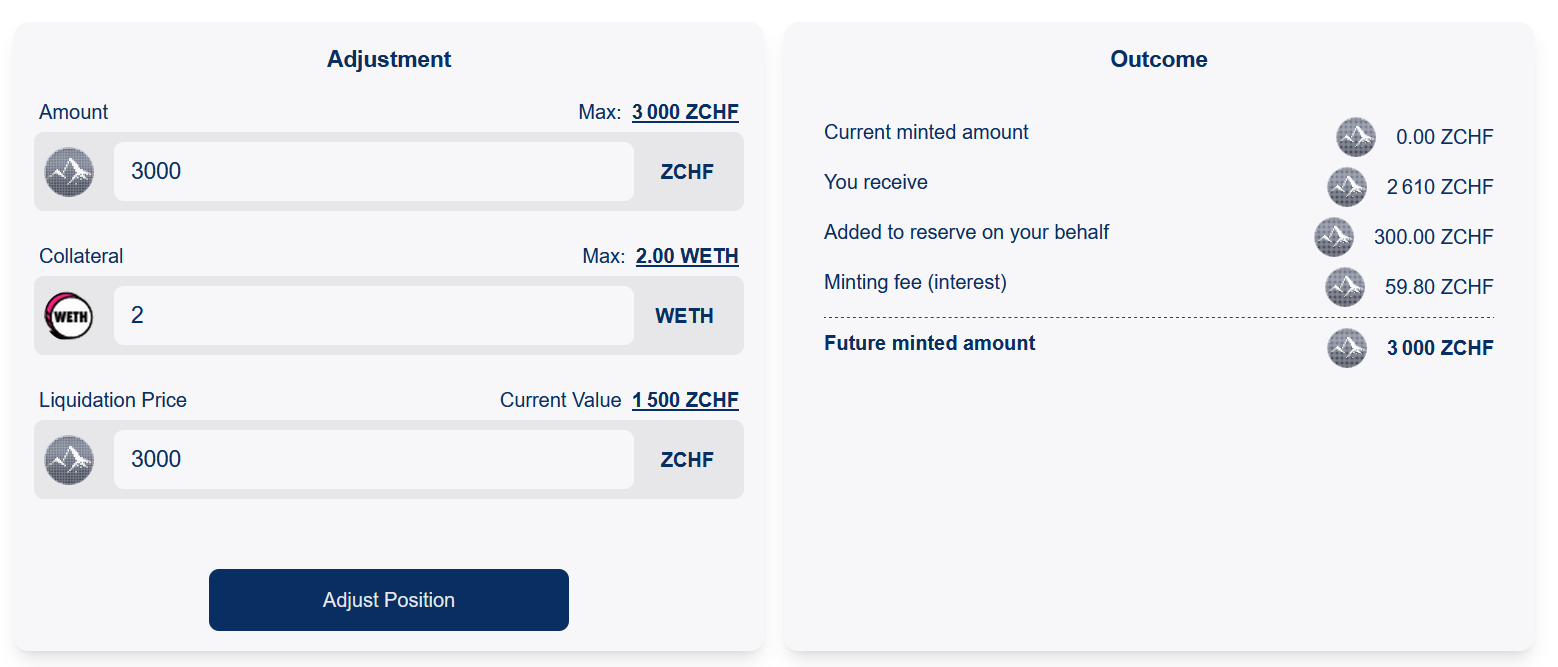 Adjustment
Amount Max: 3 000 ZCHF
3000 ZCHF
Collateral Max: 2.00 WETH
WETH 2 WETH
Liquidation Price Current Value 1 500 ZCHF
3000 ZCHF
Adjust Position
Outcome
Current minted amount 0.00 ZCHF
You receive 2 610 ZCHF
Added to reserve on your behalf 300.00 ZCHF
Minting fee (interest) 59.80 ZCHF
Future minted amount 3 000 ZCHF